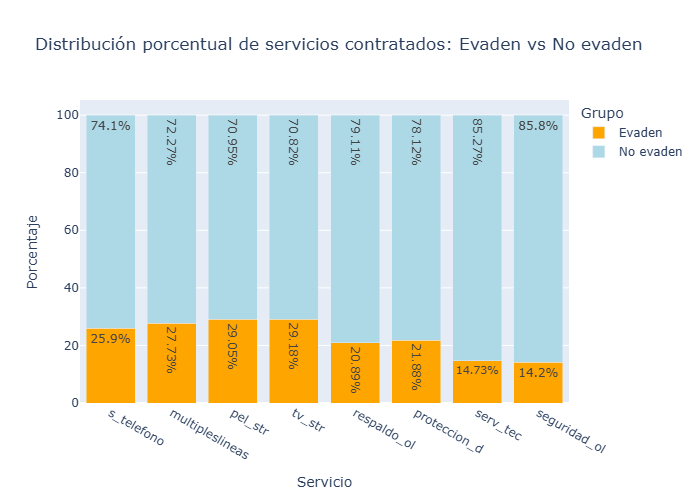 Distribución porcentual de servicios contratados: Evaden vs No evaden
Grupo
Evaden
No evaden
Porcentaje
100
80
60
40
20
0
74.1%
72.27%
70.95%
70.82%
79.11%
78.12%
85.27%
85.8%
25.9%
27.73%
29.05%
29.18%
20.89%
21.88%
14.73%
14.2%
s_telefono
multipleslineas
pel_str
tv_str
respaldo_ol
proteccion_d
serv_tec
seguridad_ol
Servicio